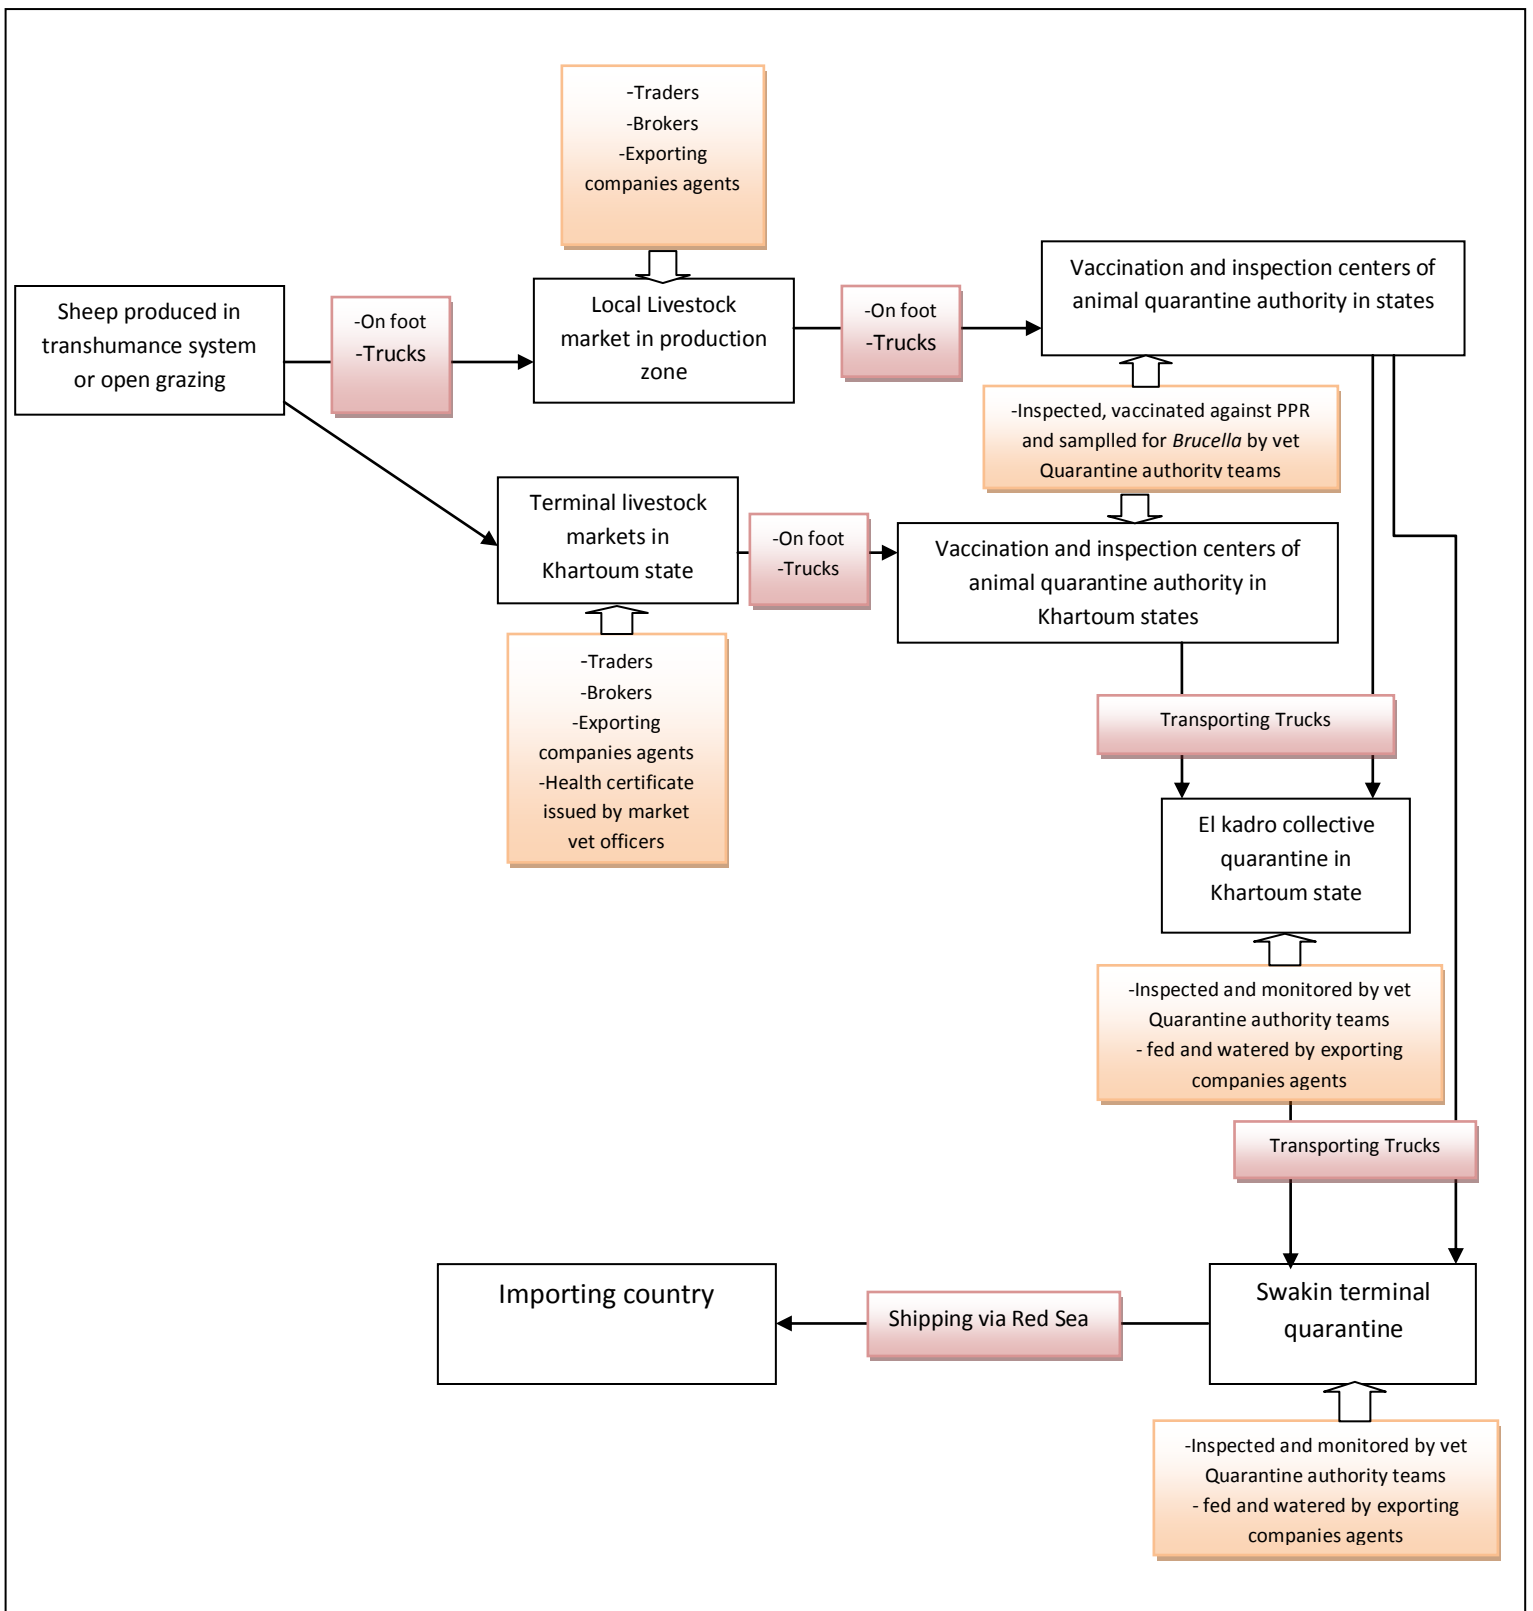 -Traders
-Brokers
-Exporting
companies agents
Sheep produced in
transhumance system
or open grazing
-On foot
-Trucks
Local Livestock
market in production
zone
-On foot
-Trucks
Vaccination and inspection centers of
animal quarantine authority in states
-Inspected, vaccinated against PPR
and samplled for Brucella by vet
Quarantine authority teams
Terminal livestock
markets in
Khartoum state
-On foot
-Trucks
Vaccination and inspection centers of
animal quarantine authority in
Khartoum states
-Traders
-Brokers
-Exporting
companies agents
-Health certificate
issued by market
vet officers
Transporting Trucks
El kadro collective
quarantine in
Khartoum state
-Inspected and monitored by vet
Quarantine authority teams
- fed and watered by exporting
companies agents
Transporting Trucks
Importing country
Shipping via Red Sea
Swakin terminal
quarantine
-Inspected and monitored by vet
Quarantine authority teams
- fed and watered by exporting
companies agents